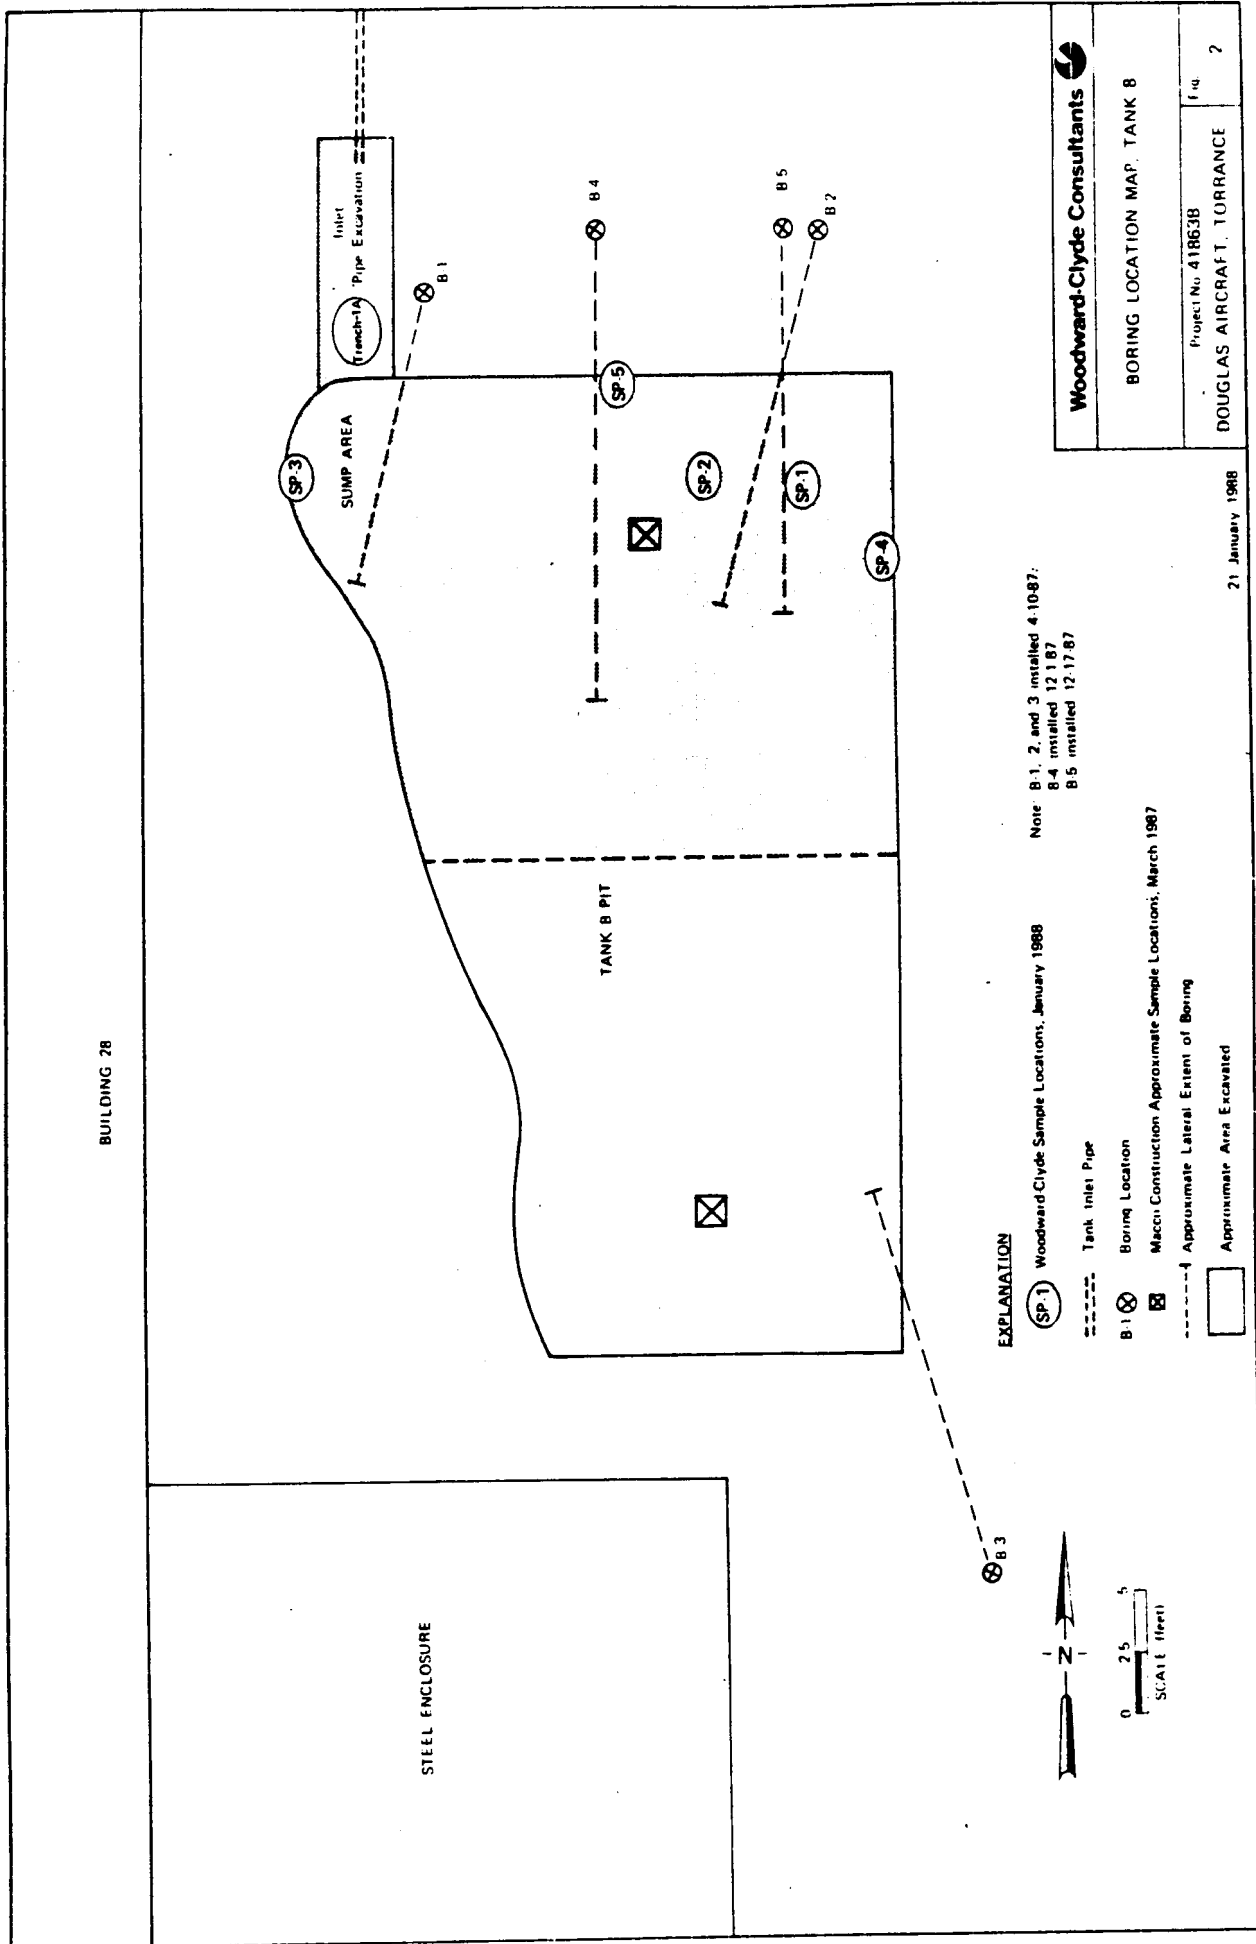 BUILDING 28
STEEL ENCLOSURE
TANK B PIT
SUMP AREA
Inlet
Pipe Excavation
Trench-1A
SP-3
SP-5
SP-2
SP-1
SP-4
B 1
B 4
B 5
B 2
B 3
N
0 2.5 5
SCALE (feet)
EXPLANATION
SP-1 Woodward-Clyde Sample Locations, January 1988
Tank Inlet Pipe
B-1 Boring Location
Macco Construction Approximate Sample Locations, March 1987
Approximate Lateral Extent of Boring
Approximate Area Excavated
Note: B-1, 2, and 3 installed 4-10-87;
B-4 installed 12-1-87
B-5 installed 12-17-87
21 January 1988
Woodward-Clyde Consultants
BORING LOCATION MAP, TANK B
Project No. 41863B
DOUGLAS AIRCRAFT, TORRANCE
Fig.
2